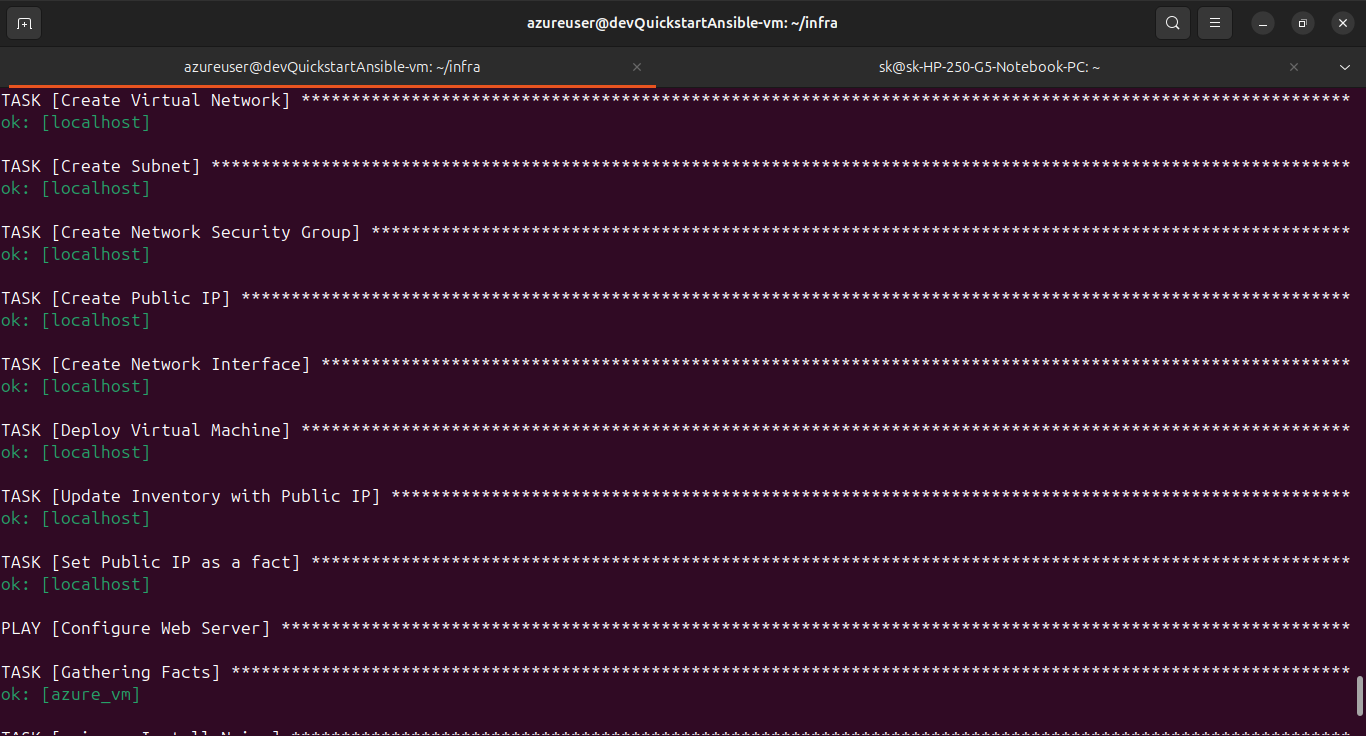 azureuser@devQuickstartAnsible-vm: ~/infra
azureuser@devQuickstartAnsible-vm: ~/infra
sk@sk-HP-250-G5-Notebook-PC: ~
TASK [Create Virtual Network] *********************************************************************************************************
ok: [localhost]
TASK [Create Subnet] ******************************************************************************************************************
ok: [localhost]
TASK [Create Network Security Group] **************************************************************************************************
ok: [localhost]
TASK [Create Public IP] ***************************************************************************************************************
ok: [localhost]
TASK [Create Network Interface] *******************************************************************************************************
ok: [localhost]
TASK [Deploy Virtual Machine] *********************************************************************************************************
ok: [localhost]
TASK [Update Inventory with Public IP] ************************************************************************************************
ok: [localhost]
TASK [Set Public IP as a fact] ********************************************************************************************************
ok: [localhost]
PLAY [Configure Web Server] ***********************************************************************************************************
TASK [Gathering Facts] ****************************************************************************************************************
ok: [azure_vm]